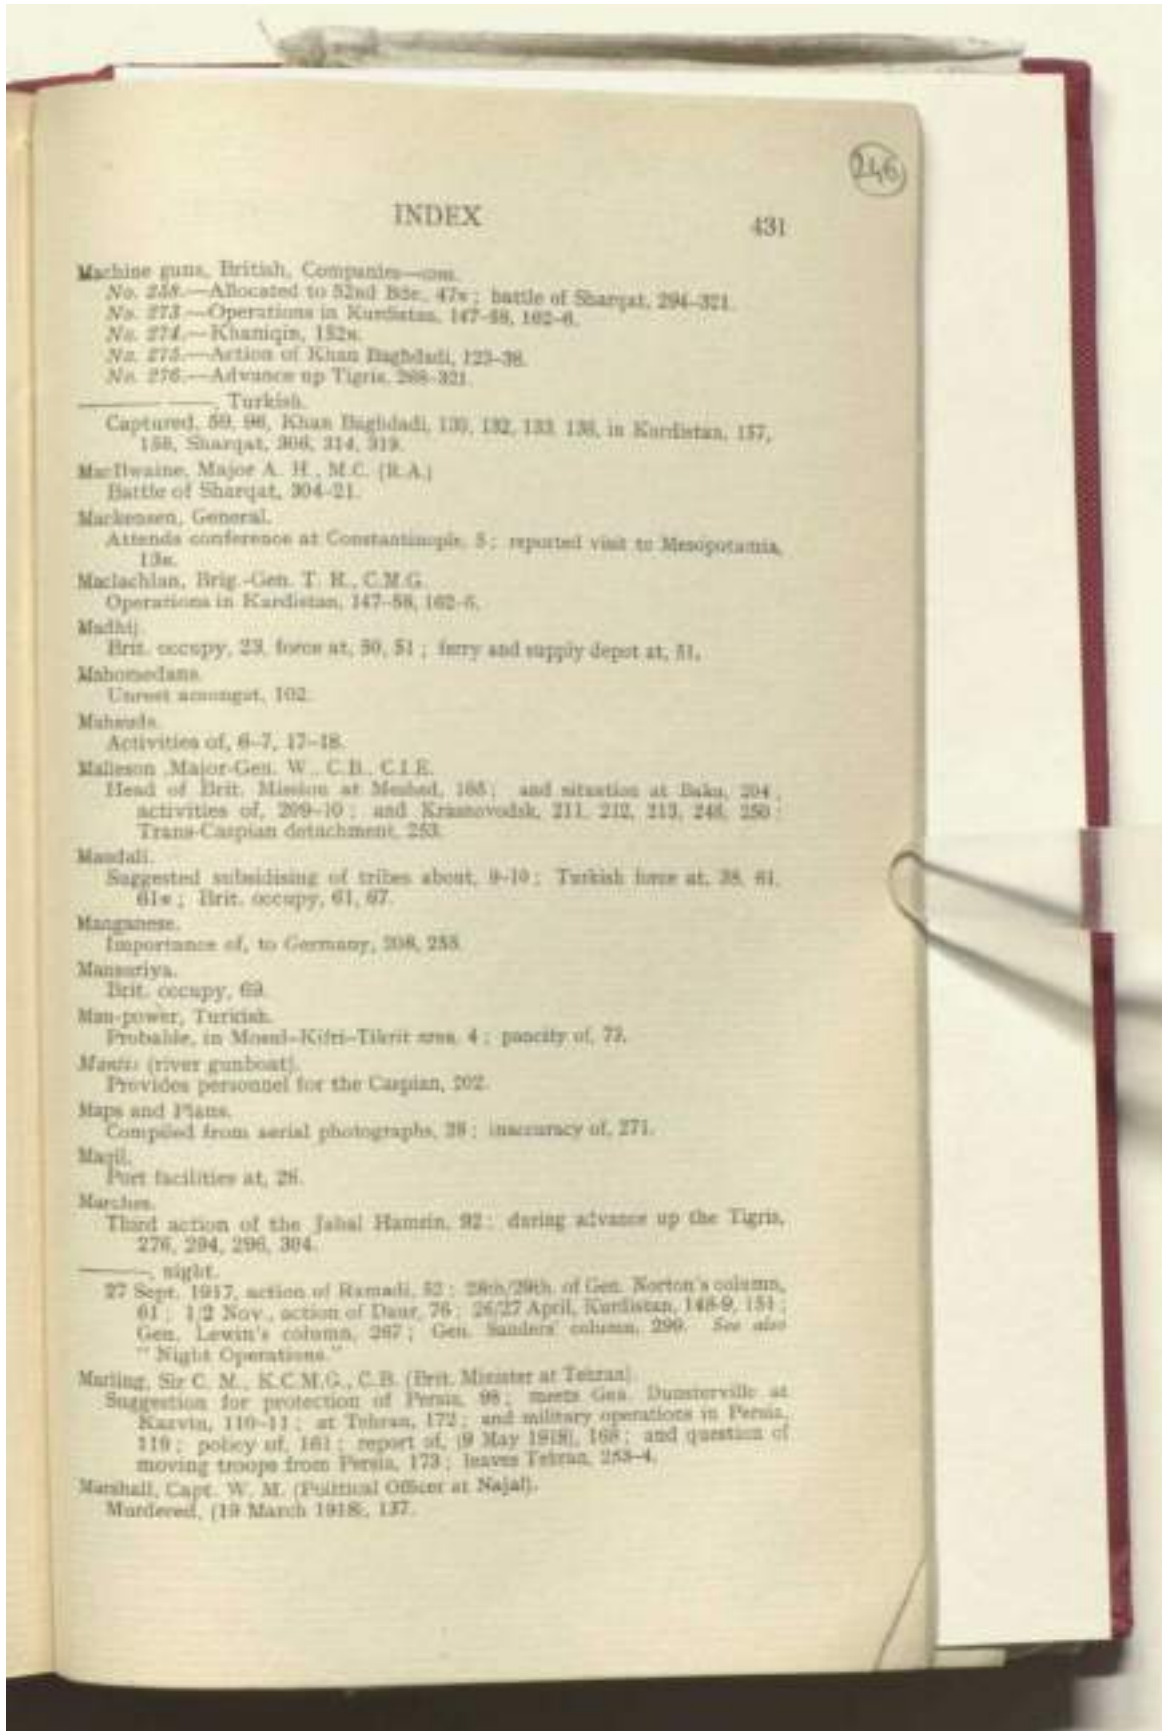 246
INDEX 431
Machine guns, British, Companies—cont.
No. 258.—Allocated to 52nd Bde., 47n; battle of Sharqat, 294–321.
No. 273—Operations in Kurdistan, 147–58, 162–6.
No. 274.—Khaniqin, 152n.
No. 275.—Action of Khan Baghdadi, 123–38.
No. 276.—Advance up Tigris, 268–321.
——— ——, Turkish.
Captured, 59, 96, Khan Baghdadi, 132, 133, in Kurdistan, 157,
158, Sharqat, 306, 314, 319.
MacIlwaine, Major A. H., M.C. (R.A.)
Battle of Sharqat, 304–21.
Mackensen, General.
Attends conference at Constantinople, 5; reported visit to Mesopotamia,
13n.
Maclachlan, Brig.-Gen. T. R., C.M.G.
Operations in Kurdistan, 147–58, 162–6.
Madhij.
Brit. occupy, 23, force at, 50, 51; ferry and supply depot at, 51.
Mahomedans.
Unrest amongst, 102.
Mahsuds.
Activities of, 6–7, 17–18.
Malleson, Major-Gen. W., C.B., C.I.E.
Head of Brit. Mission at Meshed, and situation at Baku, 204,
activities of, 209–10; and Krasnovodsk, 211, 212, 213, 248, 250;
Trans-Caspian detachment, 253.
Mandali.
Suggested subsidising of tribes about, 9–10; Turkish force at, 38, 61,
61n; Brit. occupy, 61, 67.
Manganese.
Importance of, to Germany, 208,
Mansuriya.
Brit. occupy, 69.
Man-power, Turkish.
Probable, in Mosul–Kifri–Tikrit area, 4; paucity of, 73.
Mantis (river gunboat).
Provides personnel for the Caspian, 202.
Maps and Plans.
Compiled from aerial photographs, 28; inaccuracy of, 271.
Maqil.
Port facilities at, 26.
Marches.
Third action of the Jabal Hamrin, 92; during advance up the Tigris,
276, 294, 296, 304.
———, night.
27 Sept. 1917, action of Ramadi, 52; 28th/29th, of Gen. Norton's column,
61; 1/2 Nov., action of Daur, 76; 26/27 April, Kurdistan, 148-9, 151;
Gen. Lewin's column, 267; Gen. Sanders' column, 299. See also
"Night Operations."
Marling, Sir C. M., K.C.M.G., C.B. (Brit. Minister at Tehran).
Suggestion for protection of Persia, 98; meets Gen. Dunsterville at
Kazvin, 110–11; at Tehran, 172; and military operations in Persia,
119; policy of, 161; report of, (9 May 1918), 168; and question of
moving troops from Persia, 173; leaves Tehran, 253–4.
Marshall, Capt. W. M. (Political Officer at Najaf).
Murdered, (19 March 1918), 137.